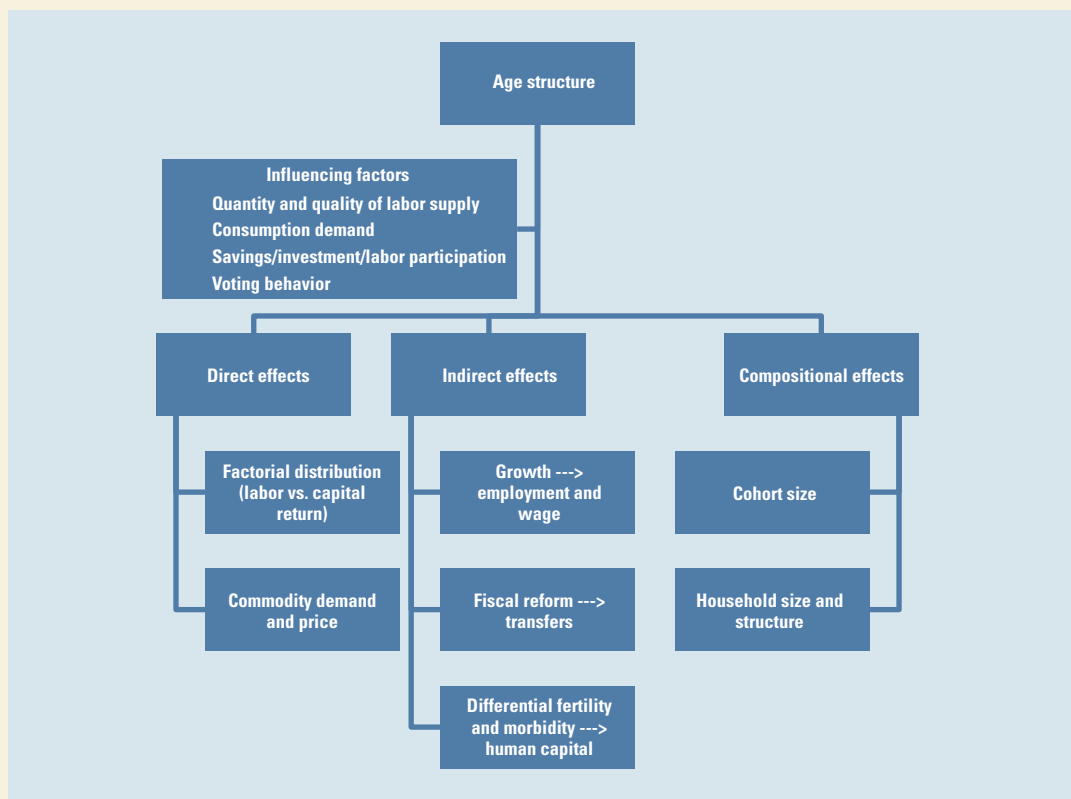 Age structure
Influencing factors
Quantity and quality of labor supply
Consumption demand
Savings/investment/labor participation
Voting behavior
Direct effects
Indirect effects
Compositional effects
Factorial distribution
(labor vs. capital
return)
Growth --->
employment and
wage
Cohort size
Commodity demand
and price
Fiscal reform --->
transfers
Household size and
structure
Differential fertility
and morbidity --->
human capital